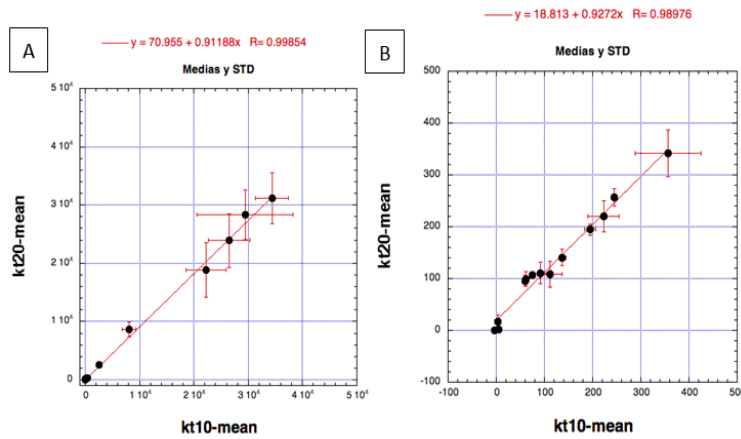 A
y = 70.955 + 0.91188x R= 0.99854
Medias y STD
5 10⁴
4 10⁴
3 10⁴
2 10⁴
1 10⁴
0
0
1 10⁴
2 10⁴
3 10⁴
4 10⁴
5 10⁴
kt20-mean
kt10-mean
B
y = 18.813 + 0.9272x R= 0.98976
Medias y STD
500
400
300
200
100
0
-100
-100
0
100
200
300
400
50
kt20-mean
kt10-mean